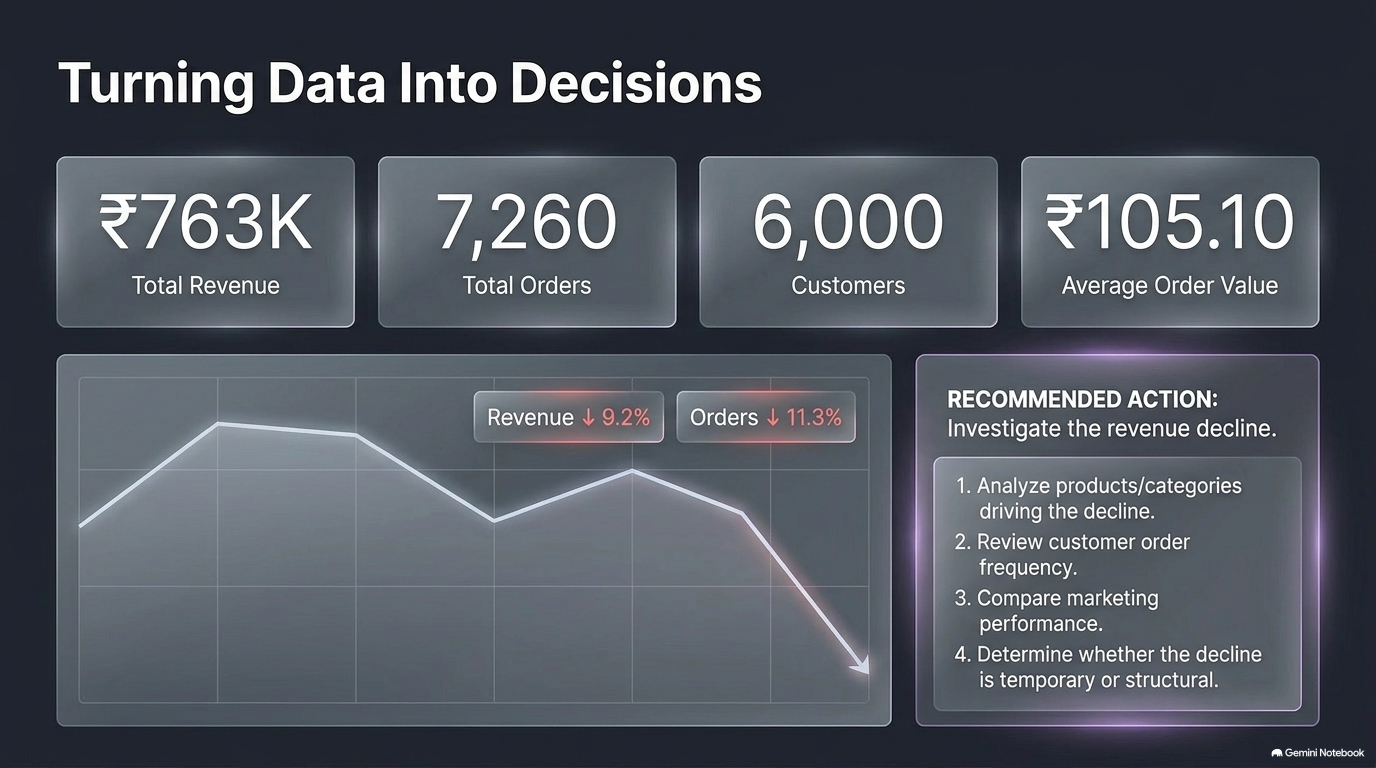 Turning Data Into Decisions
₹763K
Total Revenue
7,260
Total Orders
6,000
Customers
₹105.10
Average Order Value
Revenue ↓ 9.2%
Orders ↓ 11.3%
RECOMMENDED ACTION:
Investigate the revenue decline.
1. Analyze products/categories
driving the decline.
2. Review customer order
frequency.
3. Compare marketing
performance.
4. Determine whether the decline
is temporary or structural.
Gemini Notebook